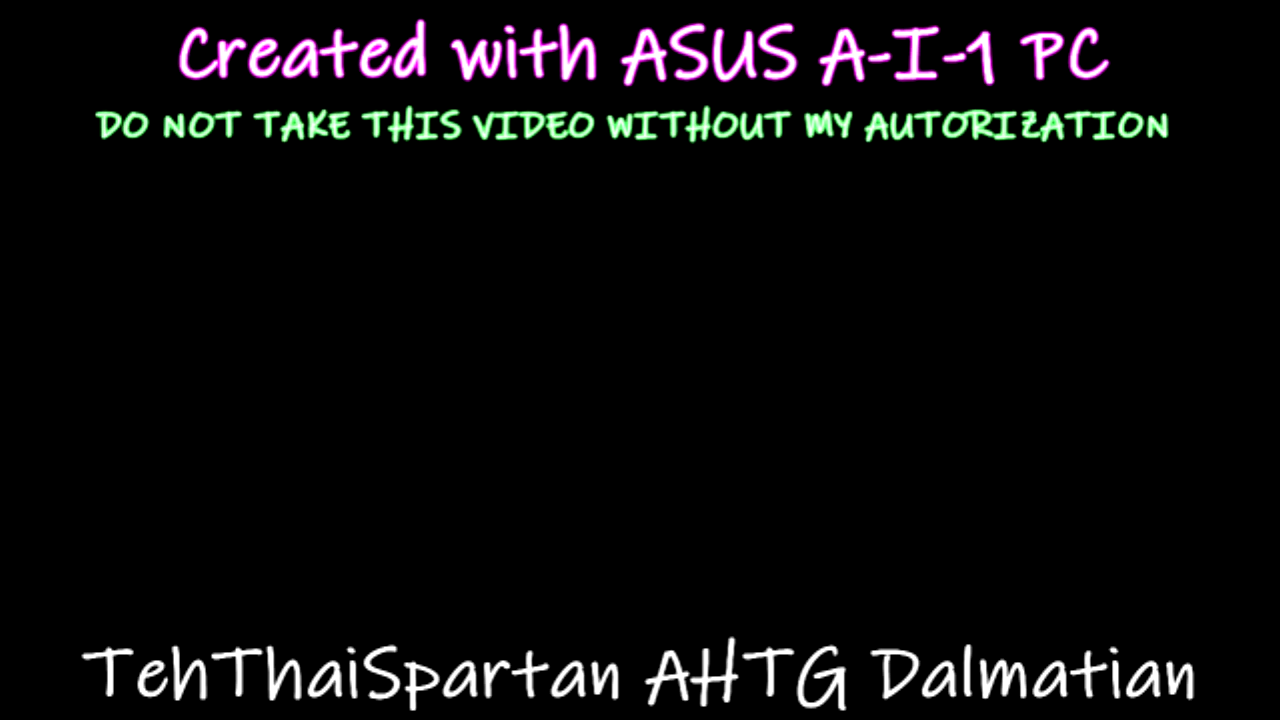 Created with ASUS A-I-1 PC
DO NOT TAKE THIS VIDEO WITHOUT MY AUTORIZATION
TehThaiSpartan AHTG Dalmatian